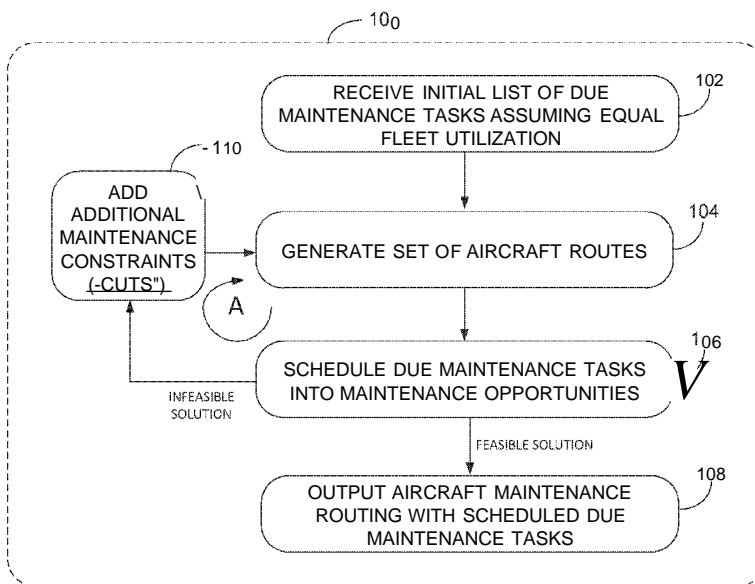 100
RECEIVE INITIAL LIST OF DUE
MAINTENANCE TASKS ASSUMING EQUAL
FLEET UTILIZATION
102
- 110
ADD
ADDITIONAL
MAINTENANCE
CONSTRAINTS
(-CUTS")
104
GENERATE SET OF AIRCRAFT ROUTES
A
SCHEDULE DUE MAINTENANCE TASKS
INTO MAINTENANCE OPPORTUNITIES
V
106
INFEASIBLE
SOLUTION
FEASIBLE SOLUTION
OUTPUT AIRCRAFT MAINTENANCE
ROUTING WITH SCHEDULED DUE
MAINTENANCE TASKS
108